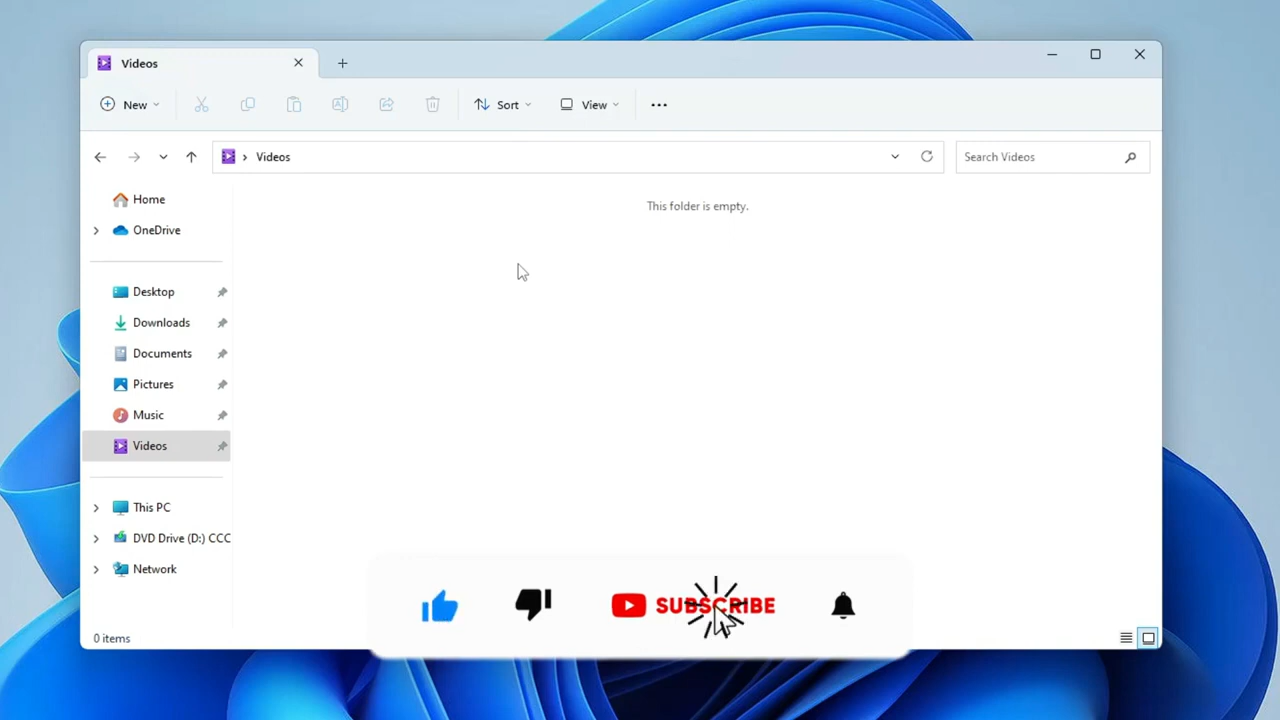 Videos
New
Sort
View
Videos
Search Videos
Home
This folder is empty.
OneDrive
Desktop
Downloads
Documents
Pictures
Music
Videos
This PC
DVD Drive (D:) CCC
Network
SUBSCRIBE
0 items